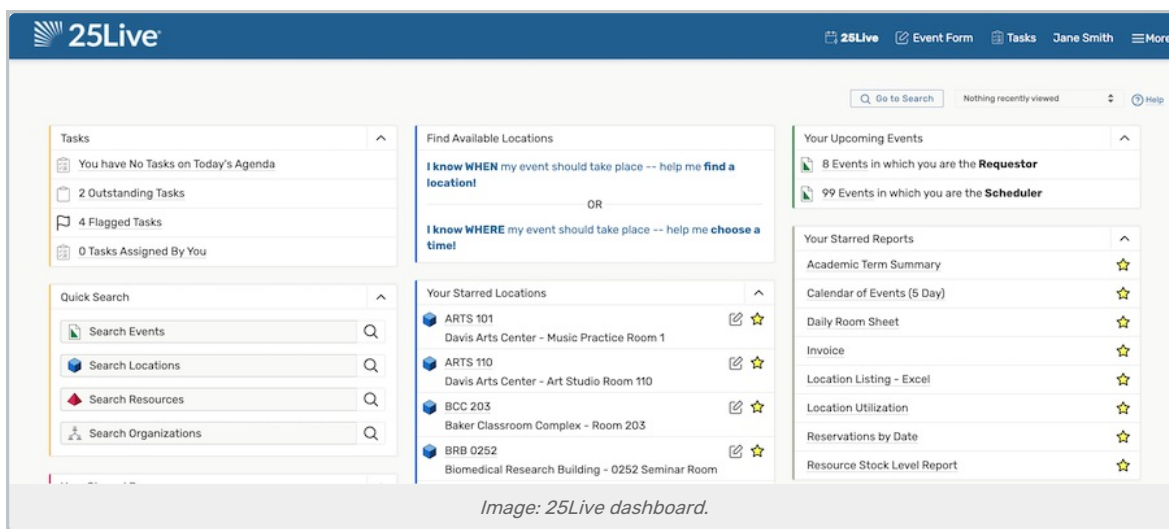 25Live
25Live Event Form Tasks Jane Smith More
Go to Search Nothing recently viewed Help
Tasks
You have No Tasks on Today's Agenda
2 Outstanding Tasks
4 Flagged Tasks
0 Tasks Assigned By You
Quick Search
Search Events
Search Locations
Search Resources
Search Organizations
Find Available Locations
I know WHEN my event should take place -- help me find a
location!
OR
I know WHERE my event should take place -- help me choose a
time!
Your Starred Locations
ARTS 101
Davis Arts Center - Music Practice Room 1
ARTS 110
Davis Arts Center - Art Studio Room 110
BCC 203
Baker Classroom Complex - Room 203
BRB 0252
Biomedical Research Building - 0252 Seminar Room
Your Upcoming Events
8 Events in which you are the Requestor
99 Events in which you are the Scheduler
Your Starred Reports
Academic Term Summary
Calendar of Events (5 Day)
Daily Room Sheet
Invoice
Location Listing - Excel
Location Utilization
Reservations by Date
Resource Stock Level Report
Image: 25Live dashboard.